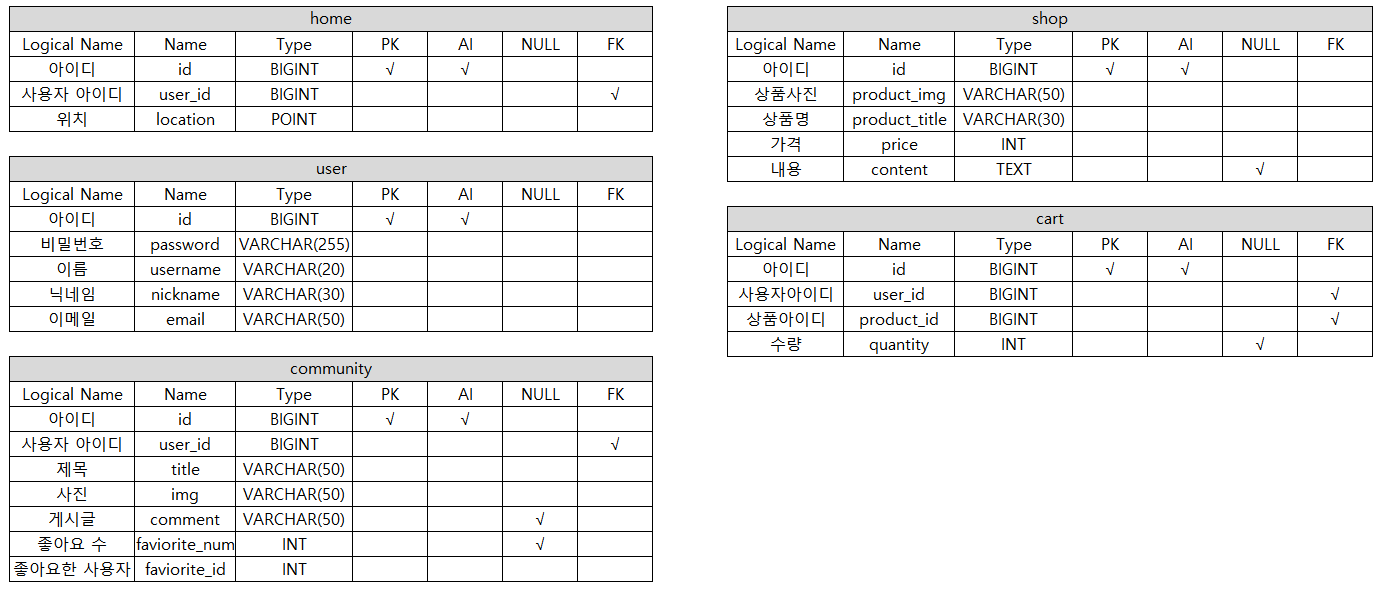 home
Logical Name Name Type PK AI NULL FK
아이디 id BIGINT √ √
사용자 아이디 user_id BIGINT √
위치 location POINT
user
Logical Name Name Type PK AI NULL FK
아이디 id BIGINT √ √
비밀번호 password VARCHAR(255)
이름 username VARCHAR(20)
닉네임 nickname VARCHAR(30)
이메일 email VARCHAR(50)
community
Logical Name Name Type PK AI NULL FK
아이디 id BIGINT √ √
사용자 아이디 user_id BIGINT √
제목 title VARCHAR(50)
사진 img VARCHAR(50)
게시글 comment VARCHAR(50) √
좋아요 수 faviorite_num INT √
좋아요한 사용자 faviorite_id INT
shop
Logical Name Name Type PK AI NULL FK
아이디 id BIGINT √ √
상품사진 product_img VARCHAR(50)
상품명 product_title VARCHAR(30)
가격 price INT
내용 content TEXT √
cart
Logical Name Name Type PK AI NULL FK
아이디 id BIGINT √ √
사용자아이디 user_id BIGINT √
상품아이디 product_id BIGINT √
수량 quantity INT √